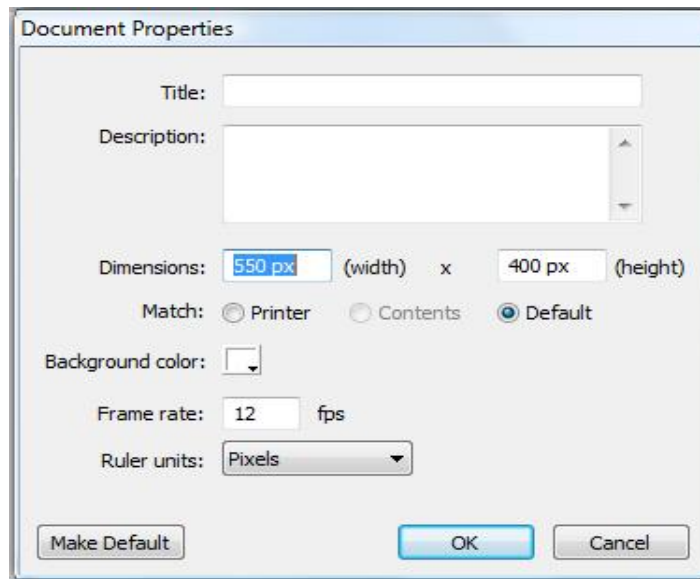 Document Properties
Title:
Description:
Dimensions: 550 px (width) x 400 px (height)
Match: Printer Contents Default
Background color:
Frame rate: 12 fps
Ruler units: Pixels
Make Default OK Cancel